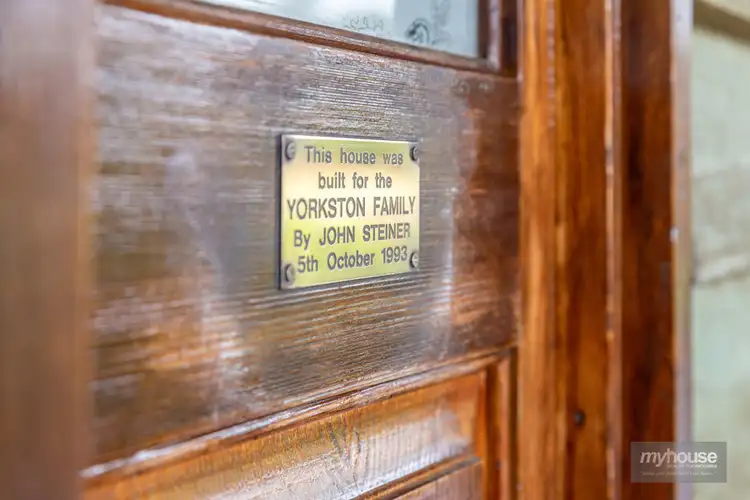 This house was
built for the
YORKSTON FAMILY
By JOHN STEINER
5th October 1993
myhouse